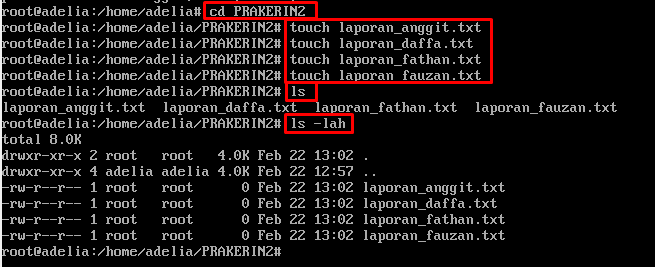 root@adelia:/home/adelia# cd PRAKERIN2
root@adelia:/home/adelia/PRAKERIN2# touch laporan_anggit.txt
root@adelia:/home/adelia/PRAKERIN2# touch laporan_daffa.txt
root@adelia:/home/adelia/PRAKERIN2# touch laporan_fathan.txt
root@adelia:/home/adelia/PRAKERIN2# touch laporan_fauzan.txt
root@adelia:/home/adelia/PRAKERIN2# ls
laporan_anggit.txt  laporan_daffa.txt  laporan_fathan.txt  laporan_fauzan.txt
root@adelia:/home/adelia/PRAKERIN2# ls -lah
total 8.0K
drwxr-xr-x 2 root   root   4.0K Feb 22 13:02 .
drwxr-xr-x 4 adelia adelia 4.0K Feb 22 12:57 ..
-rw-r--r-- 1 root   root      0 Feb 22 13:02 laporan_anggit.txt
-rw-r--r-- 1 root   root      0 Feb 22 13:02 laporan_daffa.txt
-rw-r--r-- 1 root   root      0 Feb 22 13:02 laporan_fathan.txt
-rw-r--r-- 1 root   root      0 Feb 22 13:02 laporan_fauzan.txt
root@adelia:/home/adelia/PRAKERIN2#